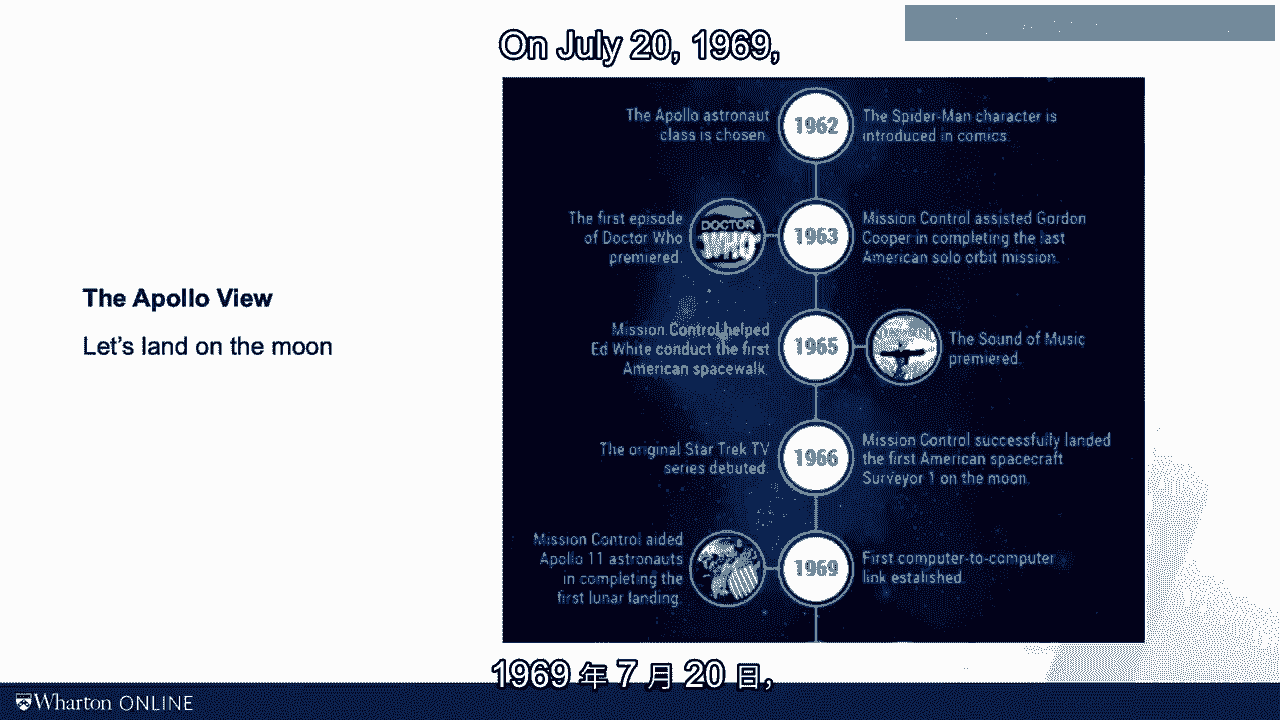 On July 20, 1969,
The Apollo View
Let's land on the moon
The Apollo astronaut
class is chosen.
1962
The Spider-Man character is
introduced in comics.
The first episode
of Doctor Who
premiered.
DOCTOR
WHO
1963
Mission Control assisted Gordon
Cooper in completing the last
American solo orbit mission.
Mission Control helped
Ed White conduct the first
American spacewalk.
1965
The Sound of Music
premiered.
The original Star Trek TV
series debuted.
1966
Mission Control successfully landed
the first American spacecraft
Surveyor 1 on the moon.
Mission Control aided
Apollo 11 astronauts
in completing the
first lunar landing.
1969
First computer-to-computer
link estalished.
1969 年 7 月 20 日,
Wharton ONLINE